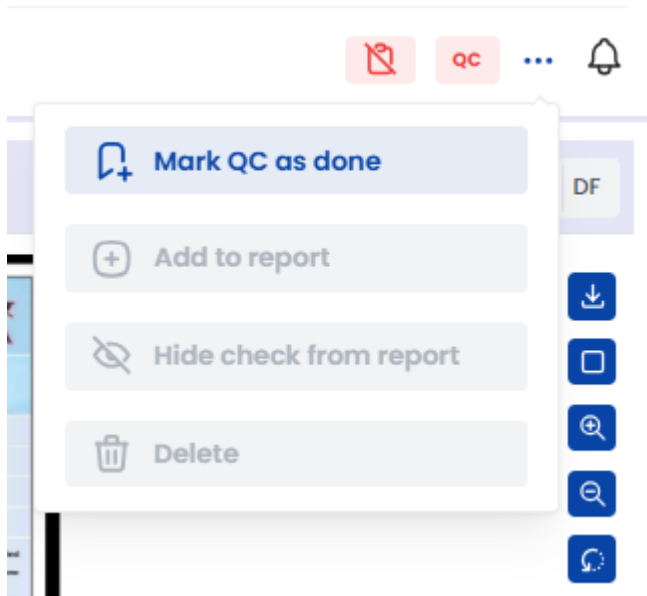 QC
Mark QC as done
DF
Add to report
Hide check from report
Delete